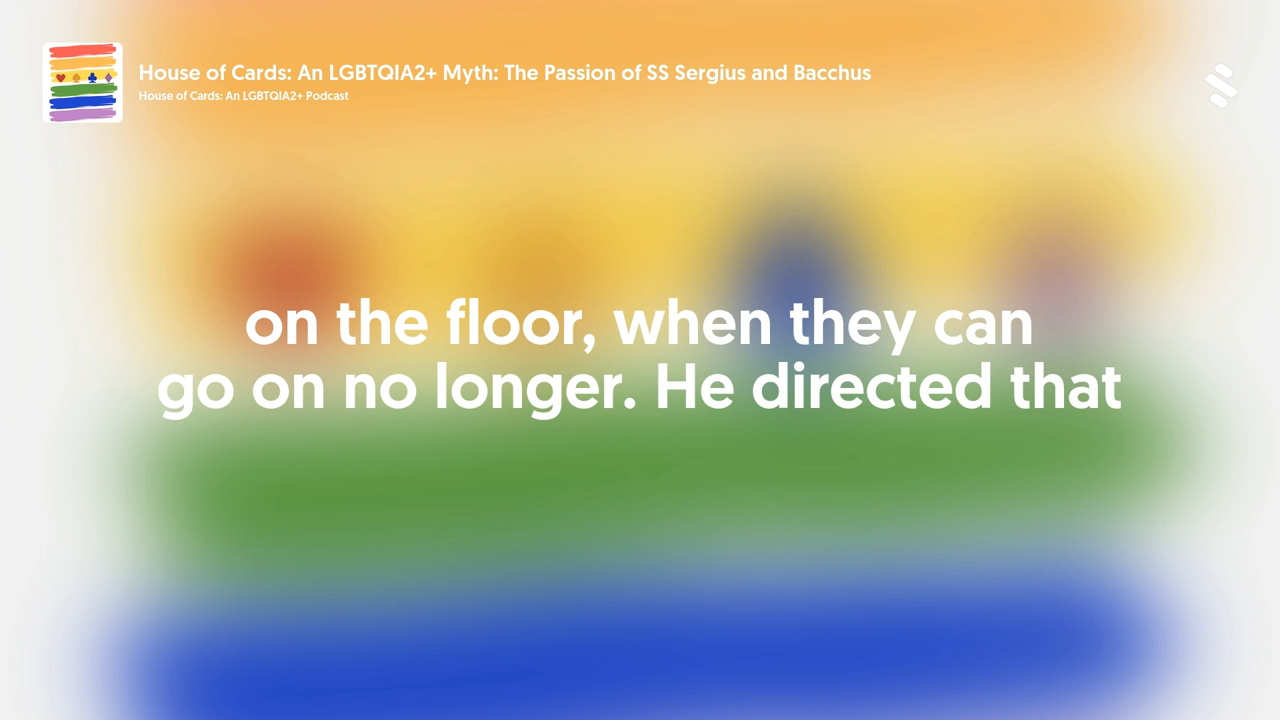 House of Cards: An LGBTQIA2+ Myth: The Passion of SS Sergius and Bacchus
House of Cards: An LGBTQIA2+ Podcast
on the floor, when they can
go on no longer. He directed that